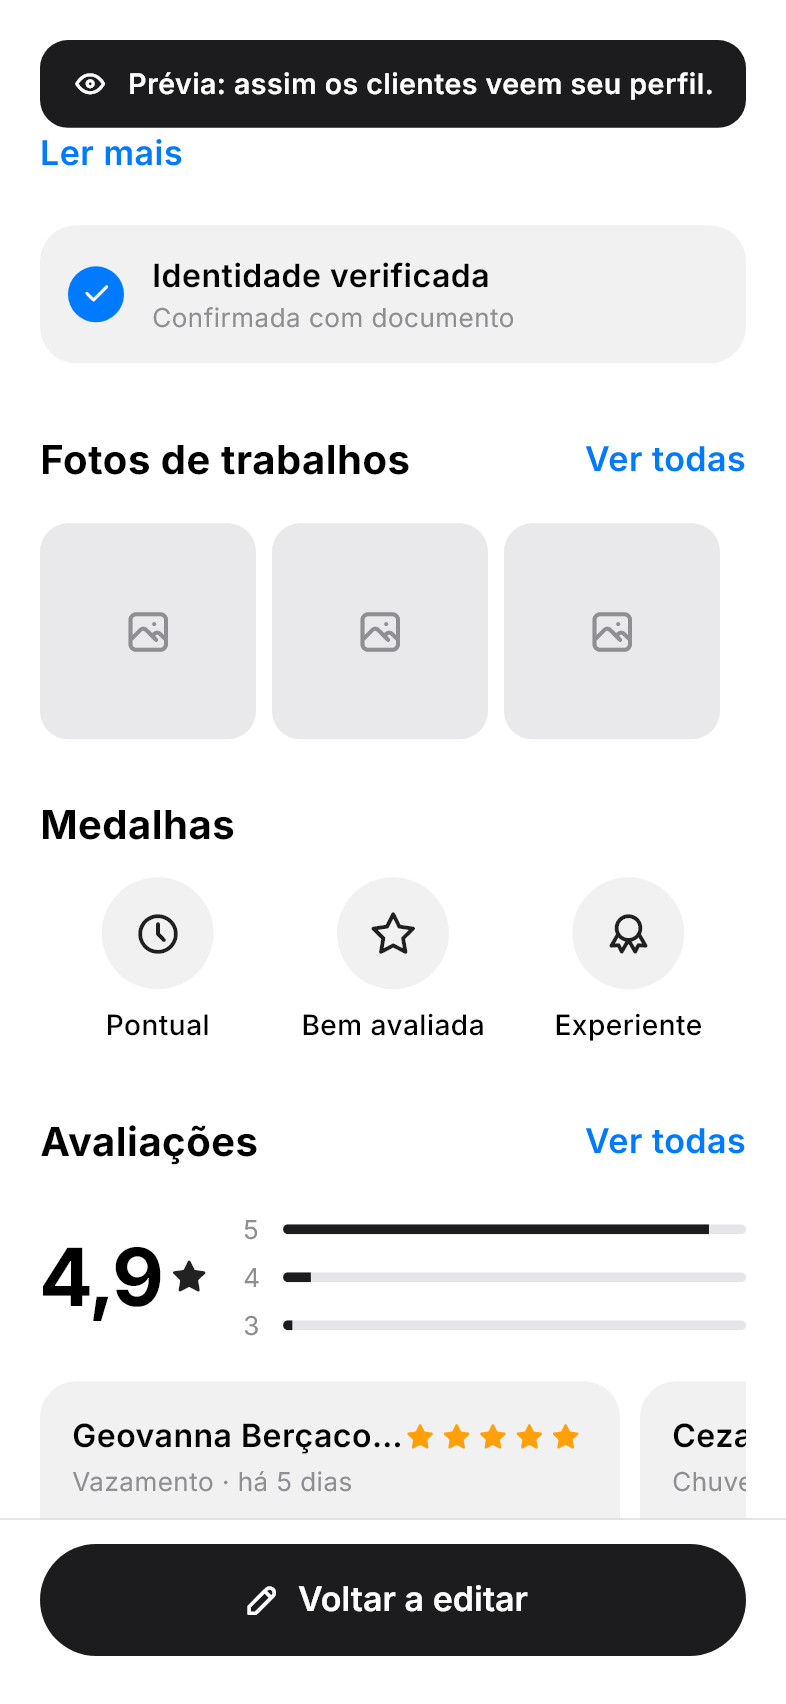 Prévia: assim os clientes veem seu perfil.
Ler mais
Identidade verificada
Confirmada com documento
Fotos de trabalhos
Ver todas
Medalhas
Pontual
Bem avaliada
Experiente
Avaliações
Ver todas
4,9
5
4
3
Geovanna Berçaco...
Vazamento · há 5 dias
Ceza
Chuve
Voltar a editar